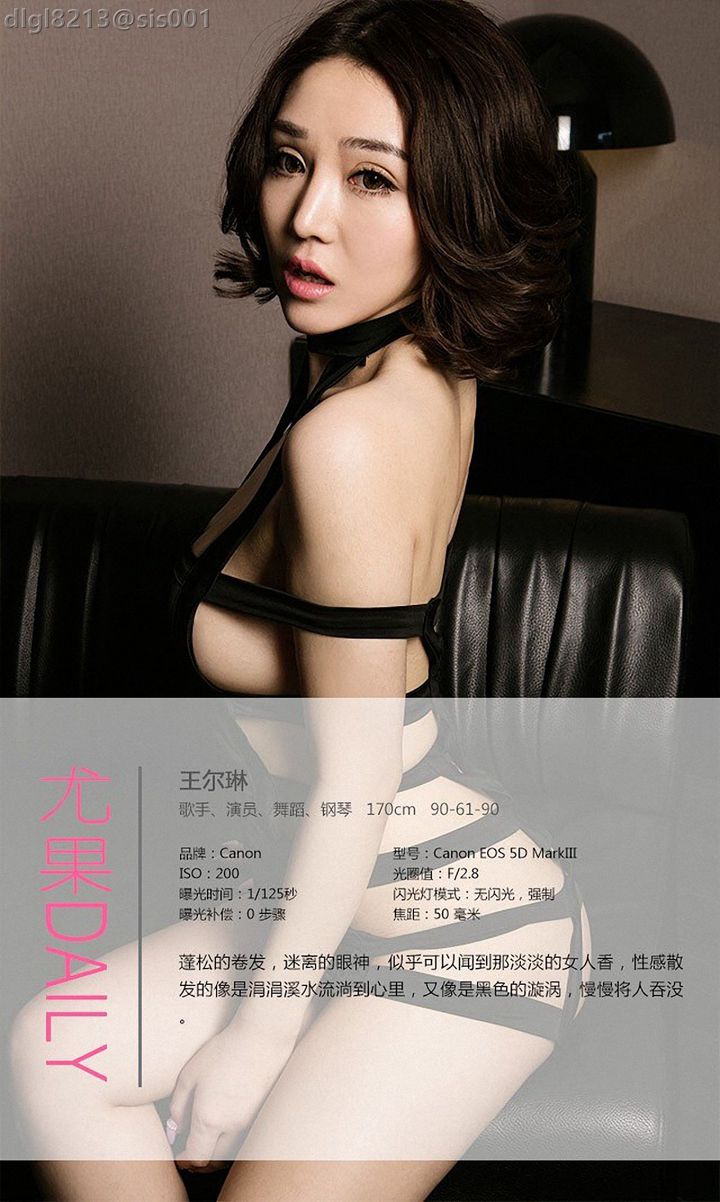 dlgl8213@sis001
尤果DAILY
王尔琳
歌手、演员、舞蹈、钢琴 170cm 90-61-90
品牌：Canon 型号：Canon EOS 5D MarkIII
ISO：200 光圈值：F/2.8
曝光时间：1/125秒 闪光灯模式：无闪光，强制
曝光补偿：0 步骤 焦距：50 毫米
蓬松的卷发，迷离的眼神，似乎可以闻到那淡淡的女人香，性感散
发的像是涓涓溪水流淌到心里，又像是黑色的漩涡，慢慢将人吞没
。